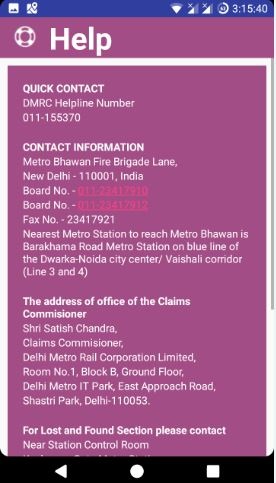 3:15:40
Help
QUICK CONTACT
DMRC Helpline Number
011-155370
CONTACT INFORMATION
Metro Bhawan Fire Brigade Lane,
New Delhi - 110001, India
Board No. - 011-23417910
Board No. - 011-23417912
Fax No. - 23417921
Nearest Metro Station to reach Metro Bhawan is
Barakhama Road Metro Station on blue line of
the Dwarka-Noida city center/ Vaishali corridor
(Line 3 and 4)
The address of office of the Claims
Commisioner
Shri Satish Chandra,
Claims Commisioner,
Delhi Metro Rail Corporation Limited,
Room No.1, Block B, Ground Floor,
Delhi Metro IT Park, East Approach Road,
Shastri Park, Delhi-110053.
For Lost and Found Section please contact
Near Station Control Room